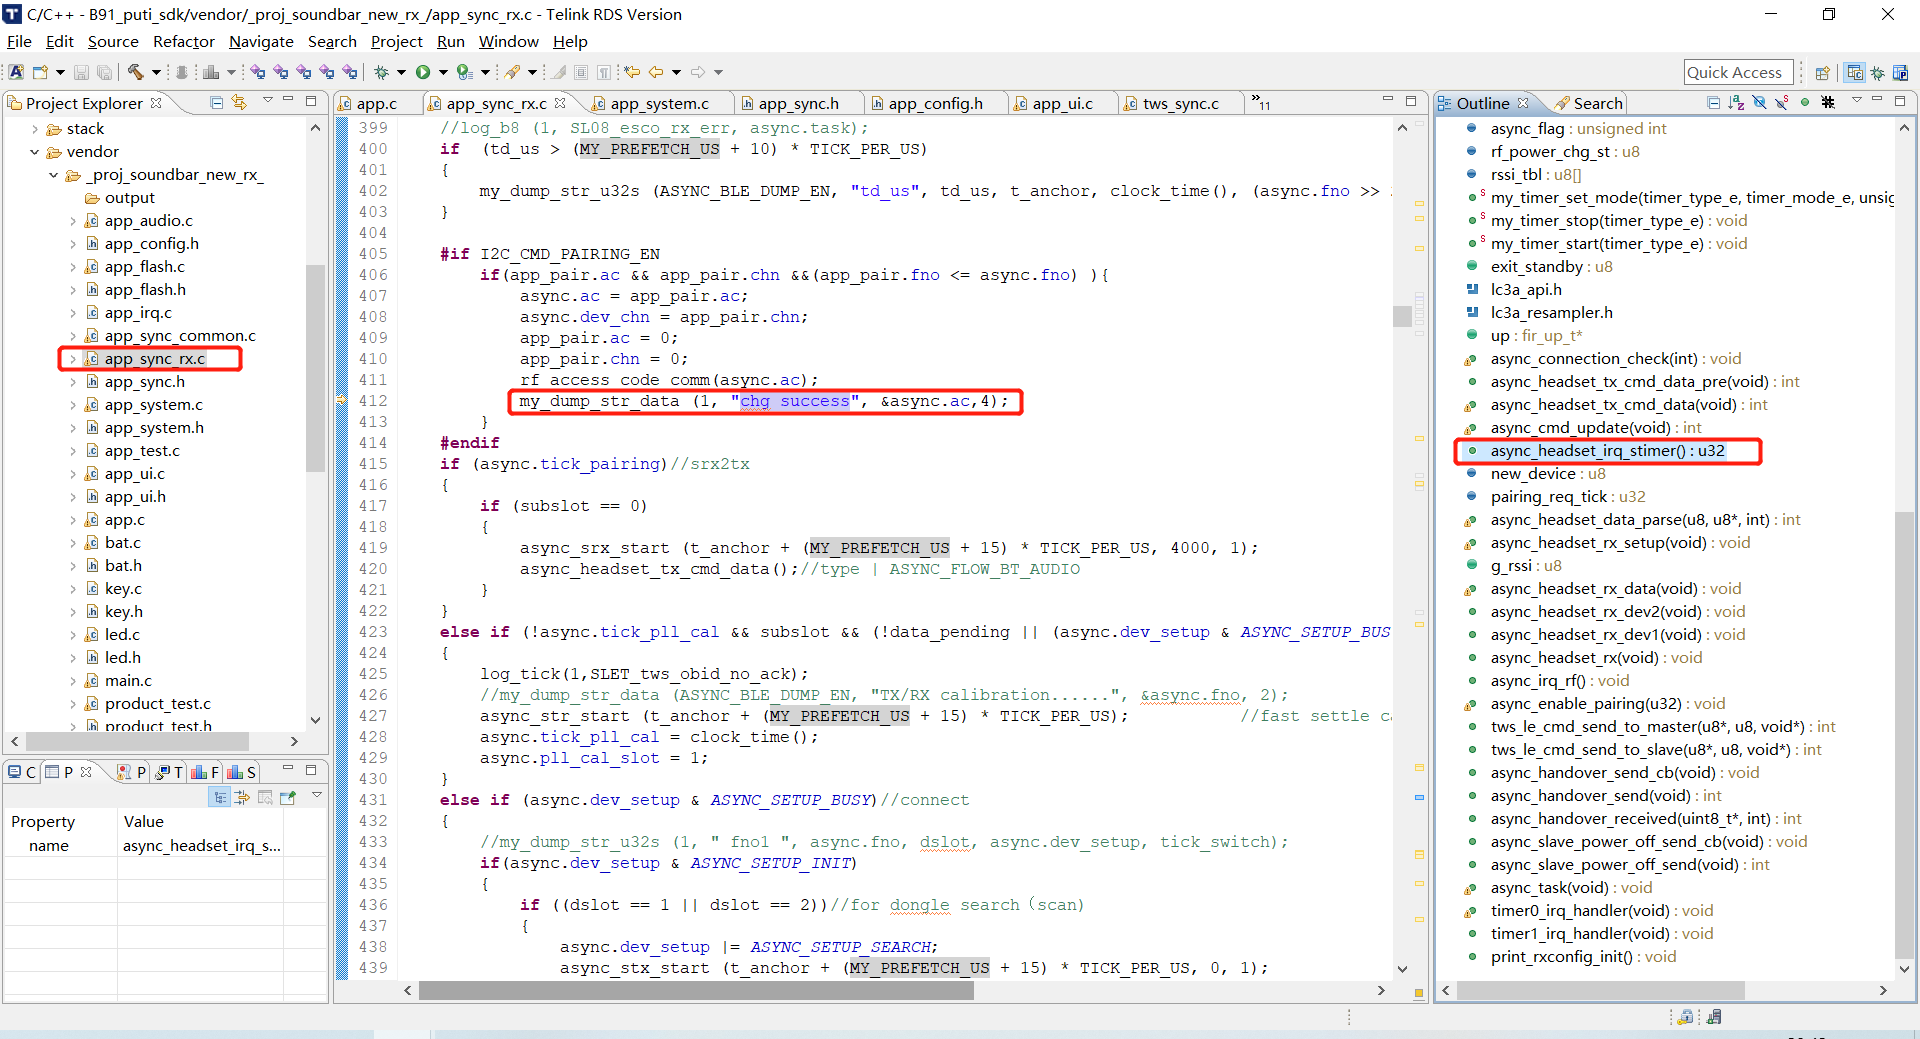 C/C++ - B91_puti_sdk/vendor/_proj_soundbar_new_rx_/app_sync_rx.c - Telink RDS Version
File Edit Source Refactor Navigate Search Project Run Window Help
Quick Access
Project Explorer
stack
vendor
_proj_soundbar_new_rx_
output
app_audio.c
app_config.h
app_flash.c
app_flash.h
app_irq.c
app_sync_common.c
app_sync_rx.c
app_sync.h
app_system.c
app_system.h
app_test.c
app_ui.c
app_ui.h
app.c
bat.c
bat.h
key.c
key.h
led.c
led.h
main.c
product_test.c
product_test.h
C P P T F S
Property Value
name async_headset_irq_s...
app.c app_sync_rx.c app_system.c app_sync.h app_config.h app_ui.c tws_sync.c »11
399 //log_b8 (1, SL08_esco_rx_err, async.task);
400 if (td_us > (MY_PREFETCH_US + 10) * TICK_PER_US)
401 {
402 my_dump_str_u32s (ASYNC_BLE_DUMP_EN, "td_us", td_us, t_anchor, clock_time(), (async.fno >>
403 }
404
405 #if I2C_CMD_PAIRING_EN
406 if(app_pair.ac && app_pair.chn &&(app_pair.fno <= async.fno) ){
407 async.ac = app_pair.ac;
408 async.dev_chn = app_pair.chn;
409 app_pair.ac = 0;
410 app_pair.chn = 0;
411 rf_access_code_comm(async.ac);
412 my_dump_str_data (1, "chg success", &async.ac,4);
413 }
414 #endif
415 if (async.tick_pairing)//srx2tx
416 {
417 if (subslot == 0)
418 {
419 async_srx_start (t_anchor + (MY_PREFETCH_US + 15) * TICK_PER_US, 4000, 1);
420 async_headset_tx_cmd_data();//type | ASYNC_FLOW_BT_AUDIO
421 }
422 }
423 else if (!async.tick_pll_cal && subslot && (!data_pending || (async.dev_setup & ASYNC_SETUP_BUS
424 {
425 log_tick(1,SLET_tws_obid_no_ack);
426 //my_dump_str_data (ASYNC_BLE_DUMP_EN, "TX/RX calibration......", &async.fno, 2);
427 async_str_start (t_anchor + (MY_PREFETCH_US + 15) * TICK_PER_US); //fast settle c
428 async.tick_pll_cal = clock_time();
429 async.pll_cal_slot = 1;
430 }
431 else if (async.dev_setup & ASYNC_SETUP_BUSY)//connect
432 {
433 //my_dump_str_u32s (1, " fno1 ", async.fno, dslot, async.dev_setup, tick_switch);
434 if(async.dev_setup & ASYNC_SETUP_INIT)
435 {
436 if ((dslot == 1 || dslot == 2))//for dongle search（scan)
437 {
438 async.dev_setup |= ASYNC_SETUP_SEARCH;
439 async_stx_start (t_anchor + (MY_PREFETCH_US + 15) * TICK_PER_US, 0, 1);
Outline Search
async_flag : unsigned int
rf_power_chg_st : u8
rssi_tbl : u8[]
my_timer_set_mode(timer_type_e, timer_mode_e, unsig
my_timer_stop(timer_type_e) : void
my_timer_start(timer_type_e) : void
exit_standby : u8
lc3a_api.h
lc3a_resampler.h
up : fir_up_t*
async_connection_check(int) : void
async_headset_tx_cmd_data_pre(void) : int
async_headset_tx_cmd_data(void) : int
async_cmd_update(void) : int
async_headset_irq_stimer() : u32
new_device : u8
pairing_req_tick : u32
async_headset_data_parse(u8, u8*, int) : int
async_headset_rx_setup(void) : void
g_rssi : u8
async_headset_rx_data(void) : void
async_headset_rx_dev2(void) : void
async_headset_rx_dev1(void) : void
async_headset_rx(void) : void
async_irq_rf() : void
async_enable_pairing(u32) : void
tws_le_cmd_send_to_master(u8*, u8, void*) : int
tws_le_cmd_send_to_slave(u8*, u8, void*) : int
async_handover_send_cb(void) : void
async_handover_send(void) : int
async_handover_received(uint8_t*, int) : int
async_slave_power_off_send_cb(void) : void
async_slave_power_off_send(void) : int
async_task(void) : void
timer0_irq_handler(void) : void
timer1_irq_handler(void) : void
print_rxconfig_init() : void